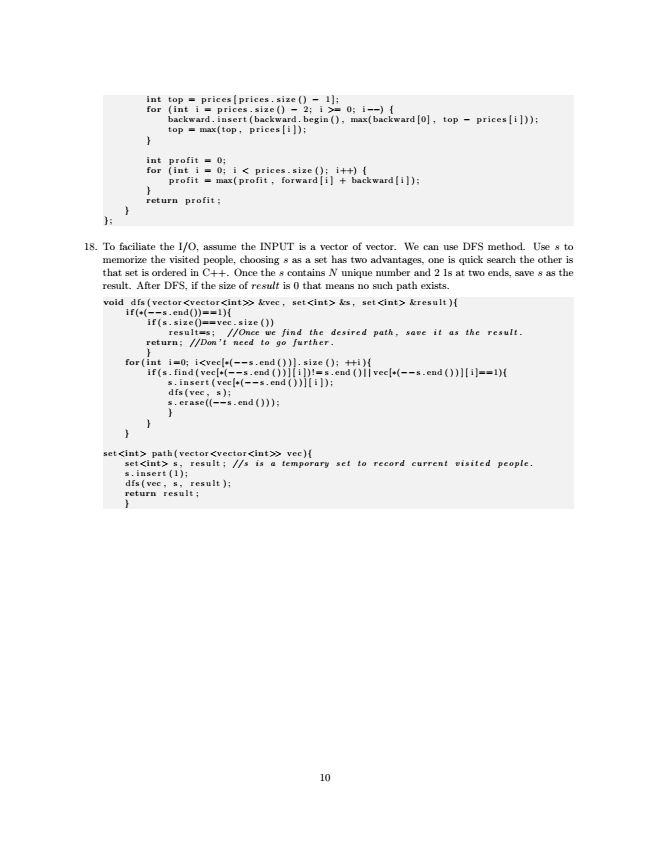 int top = prices[prices.size() - 1];
for (int i = prices.size() - 2; i >= 0; i--) {
backward.insert(backward.begin(), max(backward[0], top - prices[i]));
top = max(top, prices[i]);
}
int profit = 0;
for (int i = 0; i < prices.size(); i++) {
profit = max(profit, forward[i] + backward[i]);
}
return profit;
}
};
18. To faciliate the I/O, assume the INPUT is a vector of vector. We can use DFS method. Use s to
memorize the visited people, choosing s as a set has two advantages, one is quick search the other is
that set is ordered in C++. Once the s contains N unique number and 2 1s at two ends, save s as the
result. After DFS, if the size of result is 0 that means no such path exists.
void dfs(vector<vector<int>> &vec, set<int> &s, set<int> &result){
if(*(--s.end())==1){
if(s.size()==vec.size())
result=s; //Once we find the desired path, save it as the result.
return; //Don't need to go further.
}
for(int i=0; i<vec[*(--s.end())].size(); ++i){
if(s.find(vec[*(--s.end())][i])!=s.end()||vec[*(--s.end())][i]==1){
s.insert(vec[*(--s.end())][i]);
dfs(vec, s);
s.erase((--s.end()));
}
}
}
set<int> path(vector<vector<int>> vec){
set<int> s, result; //s is a temporary set to record current visited people.
s.insert(1);
dfs(vec, s, result);
return result;
}
10